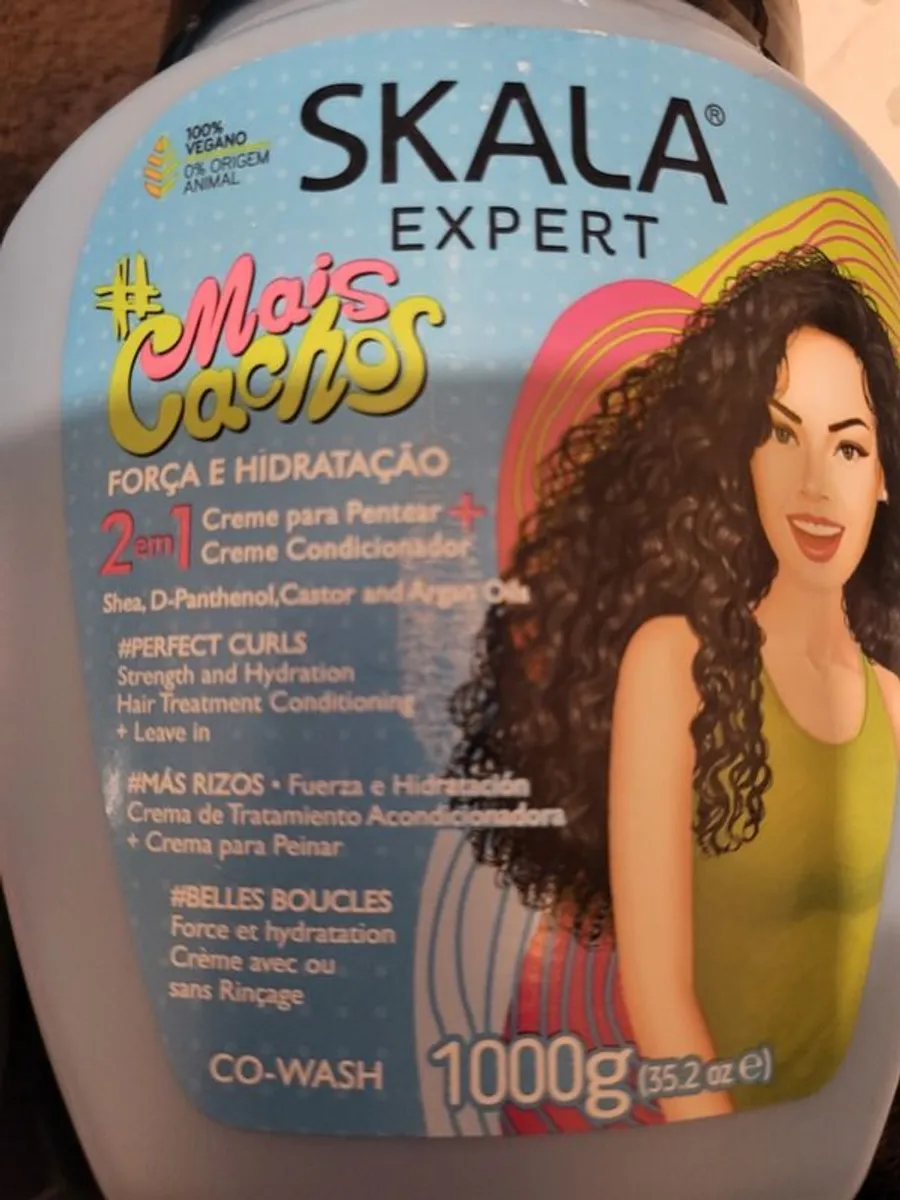 100%
VEGANO
0% ORIGEM
ANIMAL
SKALA®
EXPERT
#Mais
Cachos
FORÇA E HIDRATAÇÃO
2em1 Creme para Pentear +
Creme Condicionador
Shea, D-Panthenol,Castor and Argan Oils
#PERFECT CURLS
Strength and Hydration
Hair Treatment Conditioning
+ Leave in
#MÁS RIZOS • Fuerza e Hidratación
Crema de Tratamiento Acondicionadora
+ Crema para Peinar
#BELLES BOUCLES
Force et hydratation
Crème avec ou
sans Rinçage
CO-WASH 1000g (35.2 oz ℮)